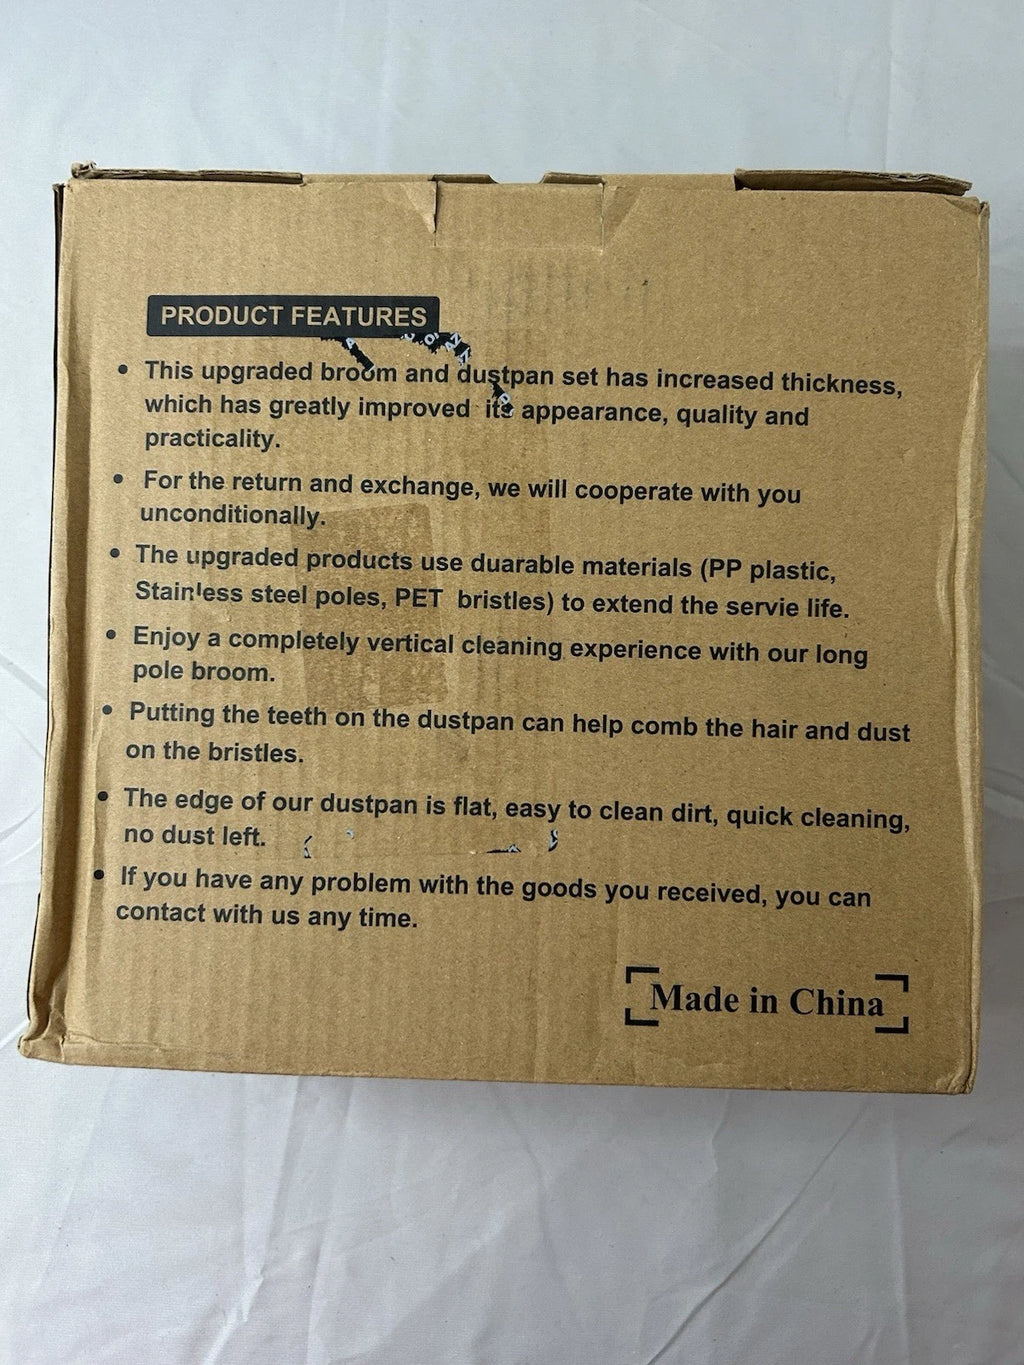 PRODUCT FEATURES
• This upgraded broom and dustpan set has increased thickness,
which has greatly improved its appearance, quality and
practicality.
• For the return and exchange, we will cooperate with you
unconditionally.
• The upgraded products use duarable materials (PP plastic,
Stainless steel poles, PET bristles) to extend the servie life.
• Enjoy a completely vertical cleaning experience with our long
pole broom.
• Putting the teeth on the dustpan can help comb the hair and dust
on the bristles.
• The edge of our dustpan is flat, easy to clean dirt, quick cleaning,
no dust left.
• If you have any problem with the goods you received, you can
contact with us any time.
Made in China